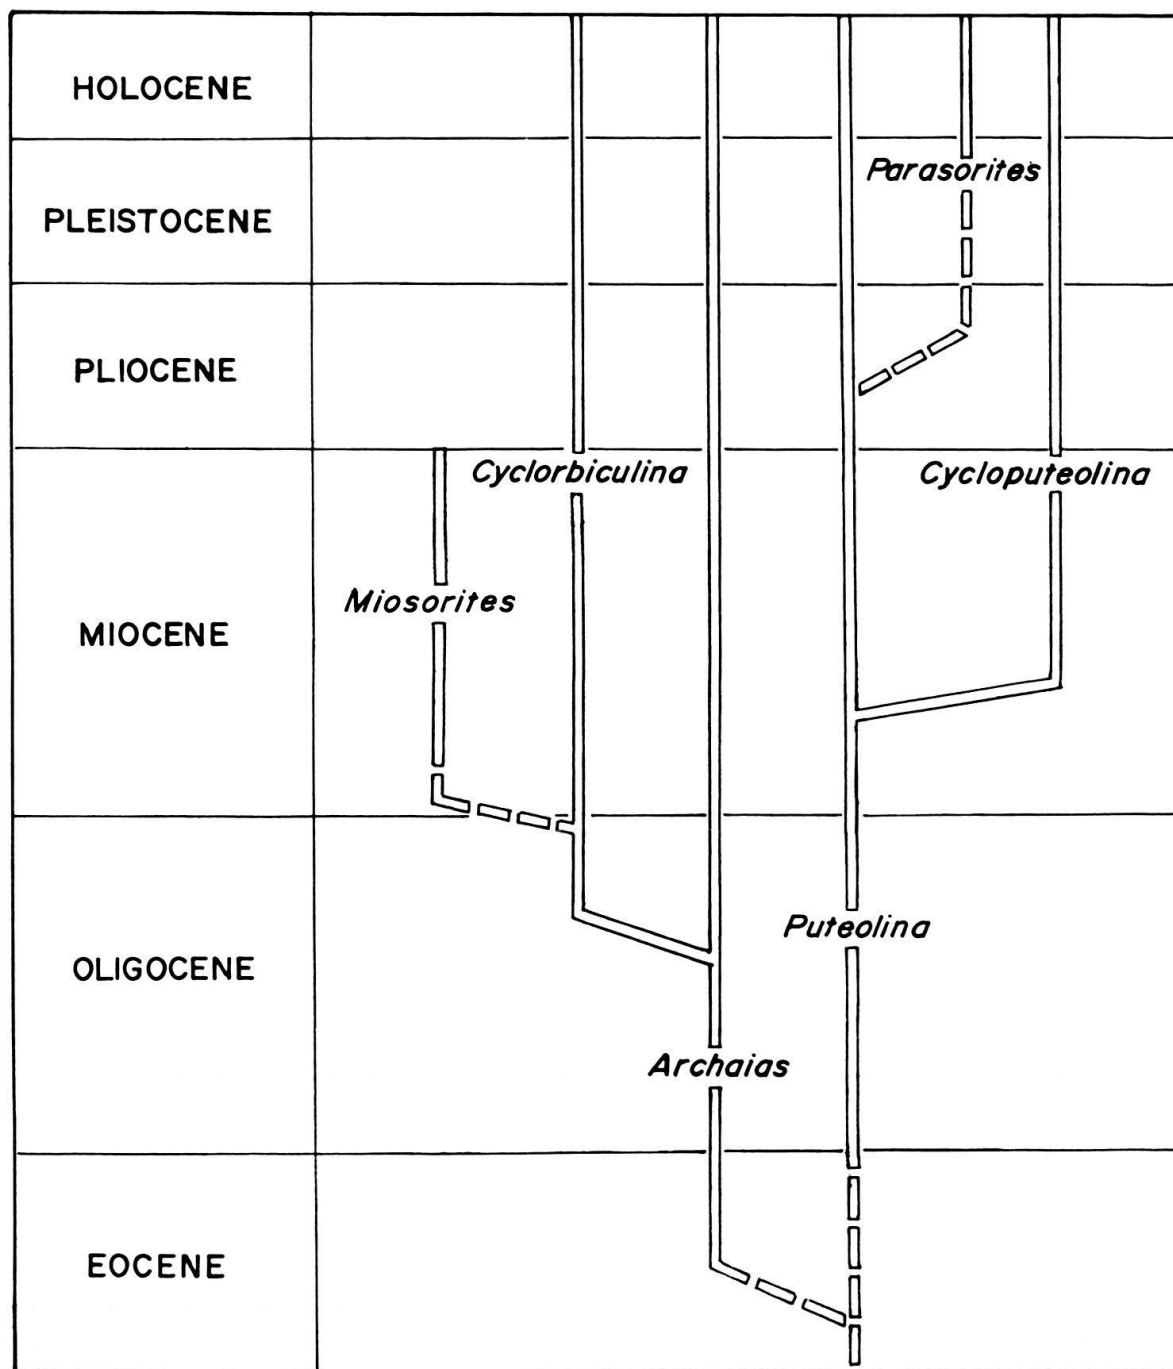 HOLOCENE
Parasorites
PLEISTOCENE
PLIOCENE
Cyclorbiculina
Cycloputeolina
Miosorites
MIOCENE
Puteolina
OLIGOCENE
Archaias
EOCENE